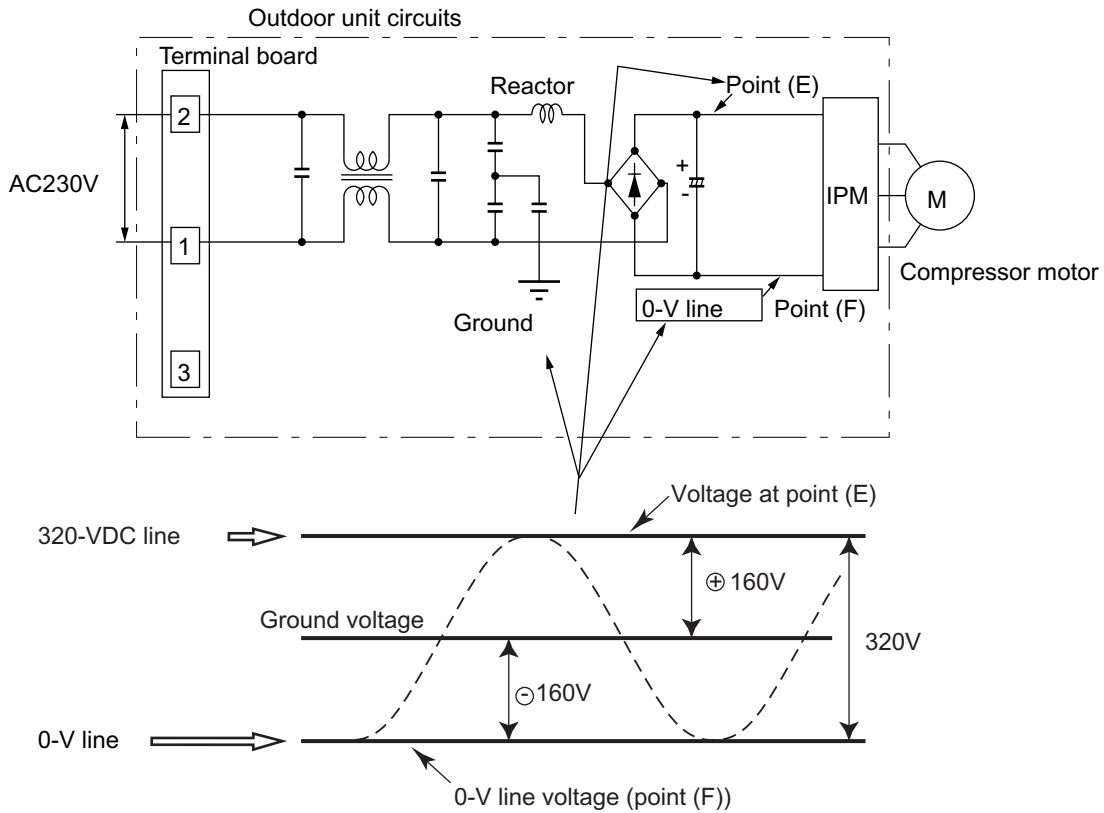 Outdoor unit circuits
Terminal board
2
Reactor
Point (E)
AC230V
+
-
IPM
M
1
Compressor motor
0-V line
Point (F)
Ground
3
Voltage at point (E)
320-VDC line
⊕ 160V
Ground voltage
320V
⊖ 160V
0-V line
0-V line voltage (point (F))